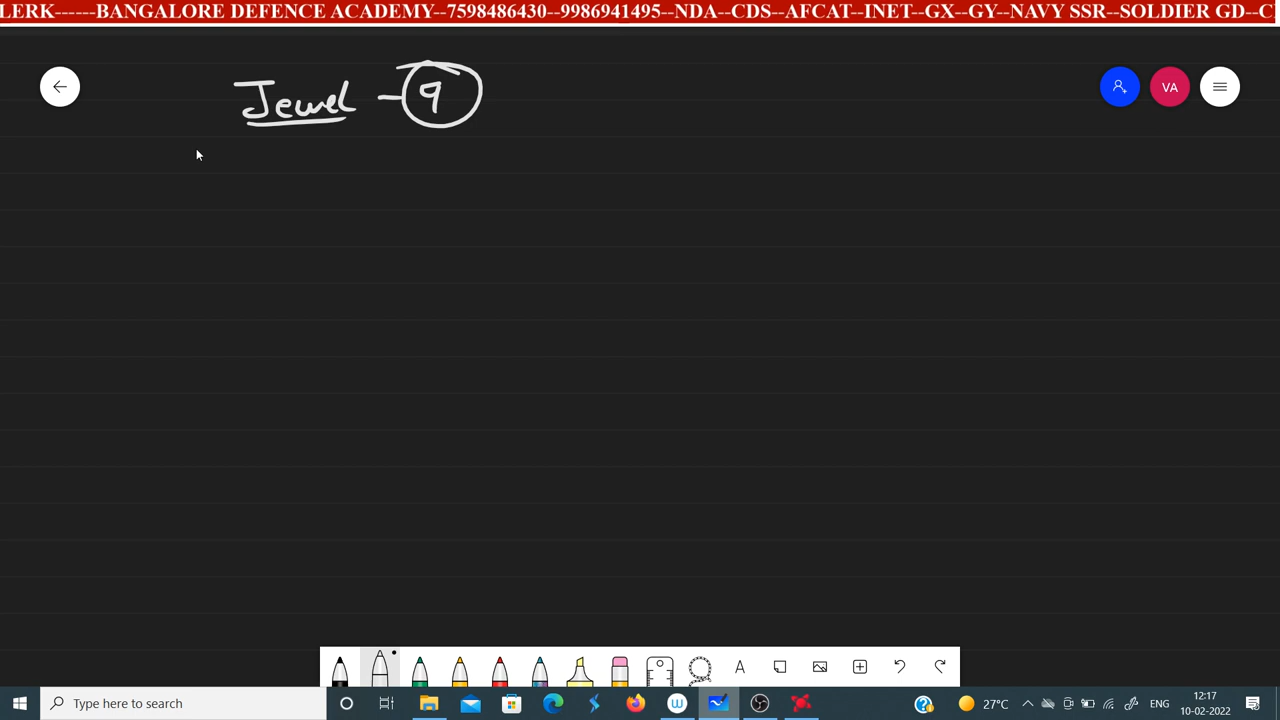 LERK------BANGALORE DEFENCE ACADEMY--7598486430--9986941495--NDA--CDS--AFCAT--INET--GX--GY--NAVY SSR--SOLDIER GD--C
Jewel - 9
VA
A
Type here to search
27°C
ENG
12:17
10-02-2022